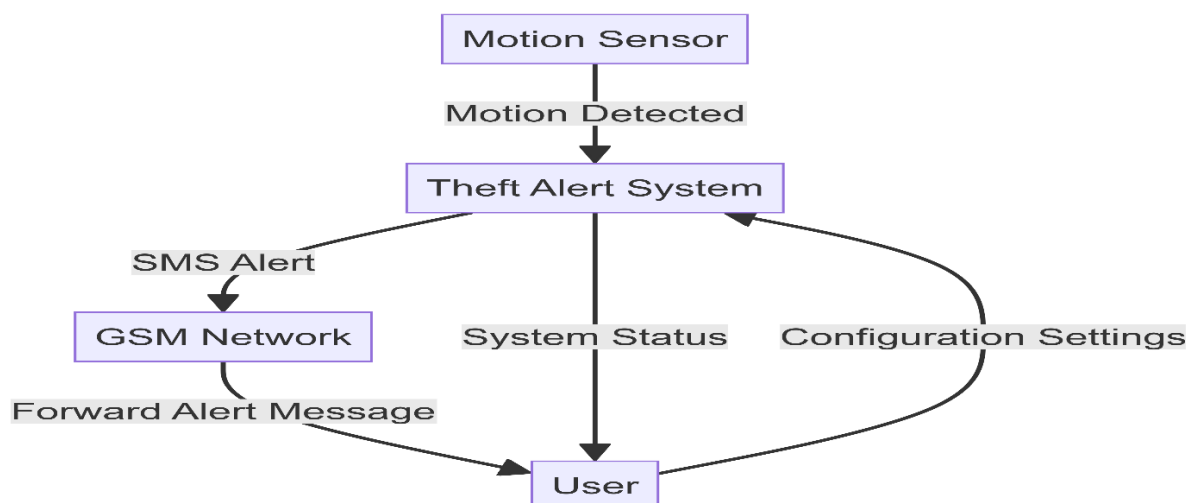 Motion Sensor
Motion Detected
Theft Alert System
SMS Alert
GSM Network
System Status
Configuration Settings
Forward Alert Message
User